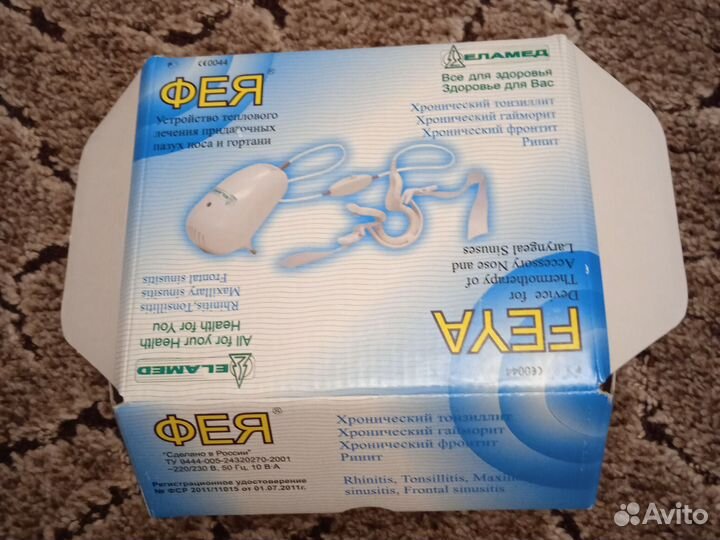 CE0044
ФЕЯ®
Устройство теплового
лечения придаточных
пазух носа и гортани
ЕЛАМЕД
Все для здоровья
Здоровье для Вас
Хронический тонзиллит
Хронический гайморит
Хронический фронтит
Ринит
ELAMED
All for your Health
Health for You
Rhinitis, Tonsillitis
Maxillary sinusitis
Frontal sinusitis
CE0044
FEYA
Device for
Thermotherapy of
Accessory Nose and
Laryngeal Sinuses
ФЕЯ®
"Сделано в России"
ТУ 9444-005-24320270-2001
~220/230 В, 50 Гц, 10 В·А
Регистрационное удостоверение
№ ФСР 2011/11015 от 01.07.2011г.
Хронический тонзиллит
Хронический гайморит
Хронический фронтит
Ринит
Rhinitis, Tonsillitis,
sinusitis, Frontal sinusitis
Avito